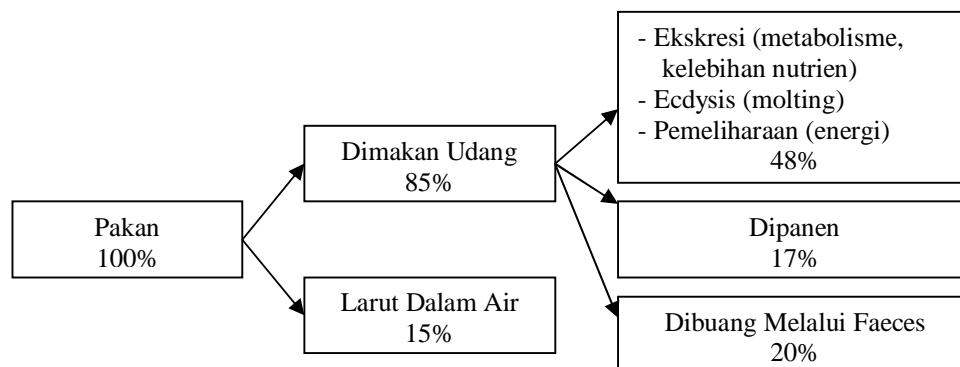 Pakan
100%
Dimakan Udang
85%
Larut Dalam Air
15%
- Ekskresi (metabolisme,
kelebihan nutrien)
- Ecdysis (molting)
- Pemeliharaan (energi)
48%
Dipanen
17%
Dibuang Melalui Faeces
20%